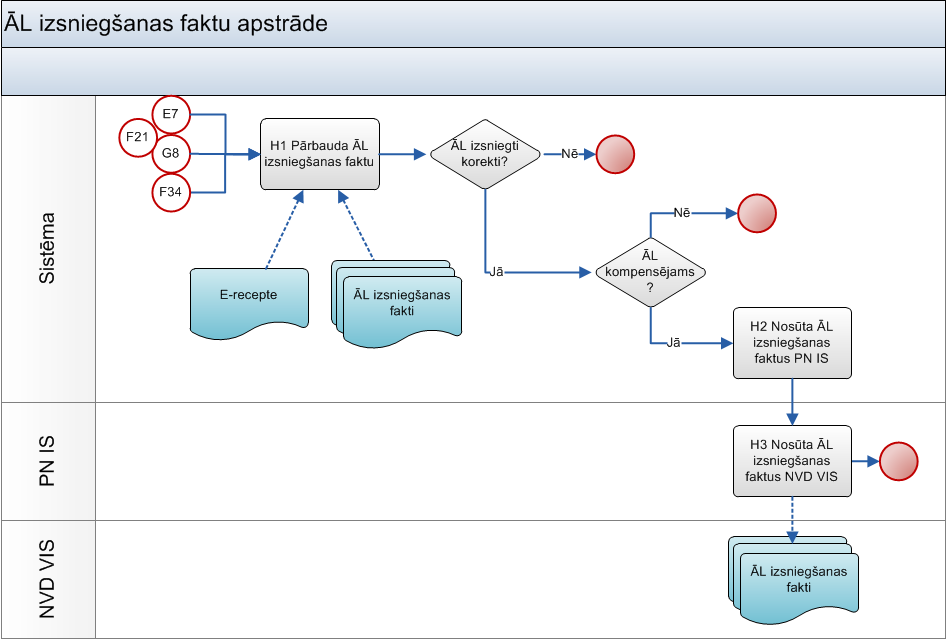 ĀL izsniegšanas faktu apstrāde
Sistēma
E7
F21
G8
F34
H1 Pārbauda ĀL
izsniegšanas faktu
ĀL izsniegti
korekti?
Nē
Jā
E-recepte
ĀL izsniegšanas
fakti
ĀL
kompensējams
?
Nē
Jā
H2 Nosūta ĀL
izsniegšanas
faktus PN IS
PN IS
H3 Nosūta ĀL
izsniegšanas
faktus NVD VIS
NVD VIS
ĀL izsniegšanas
fakti